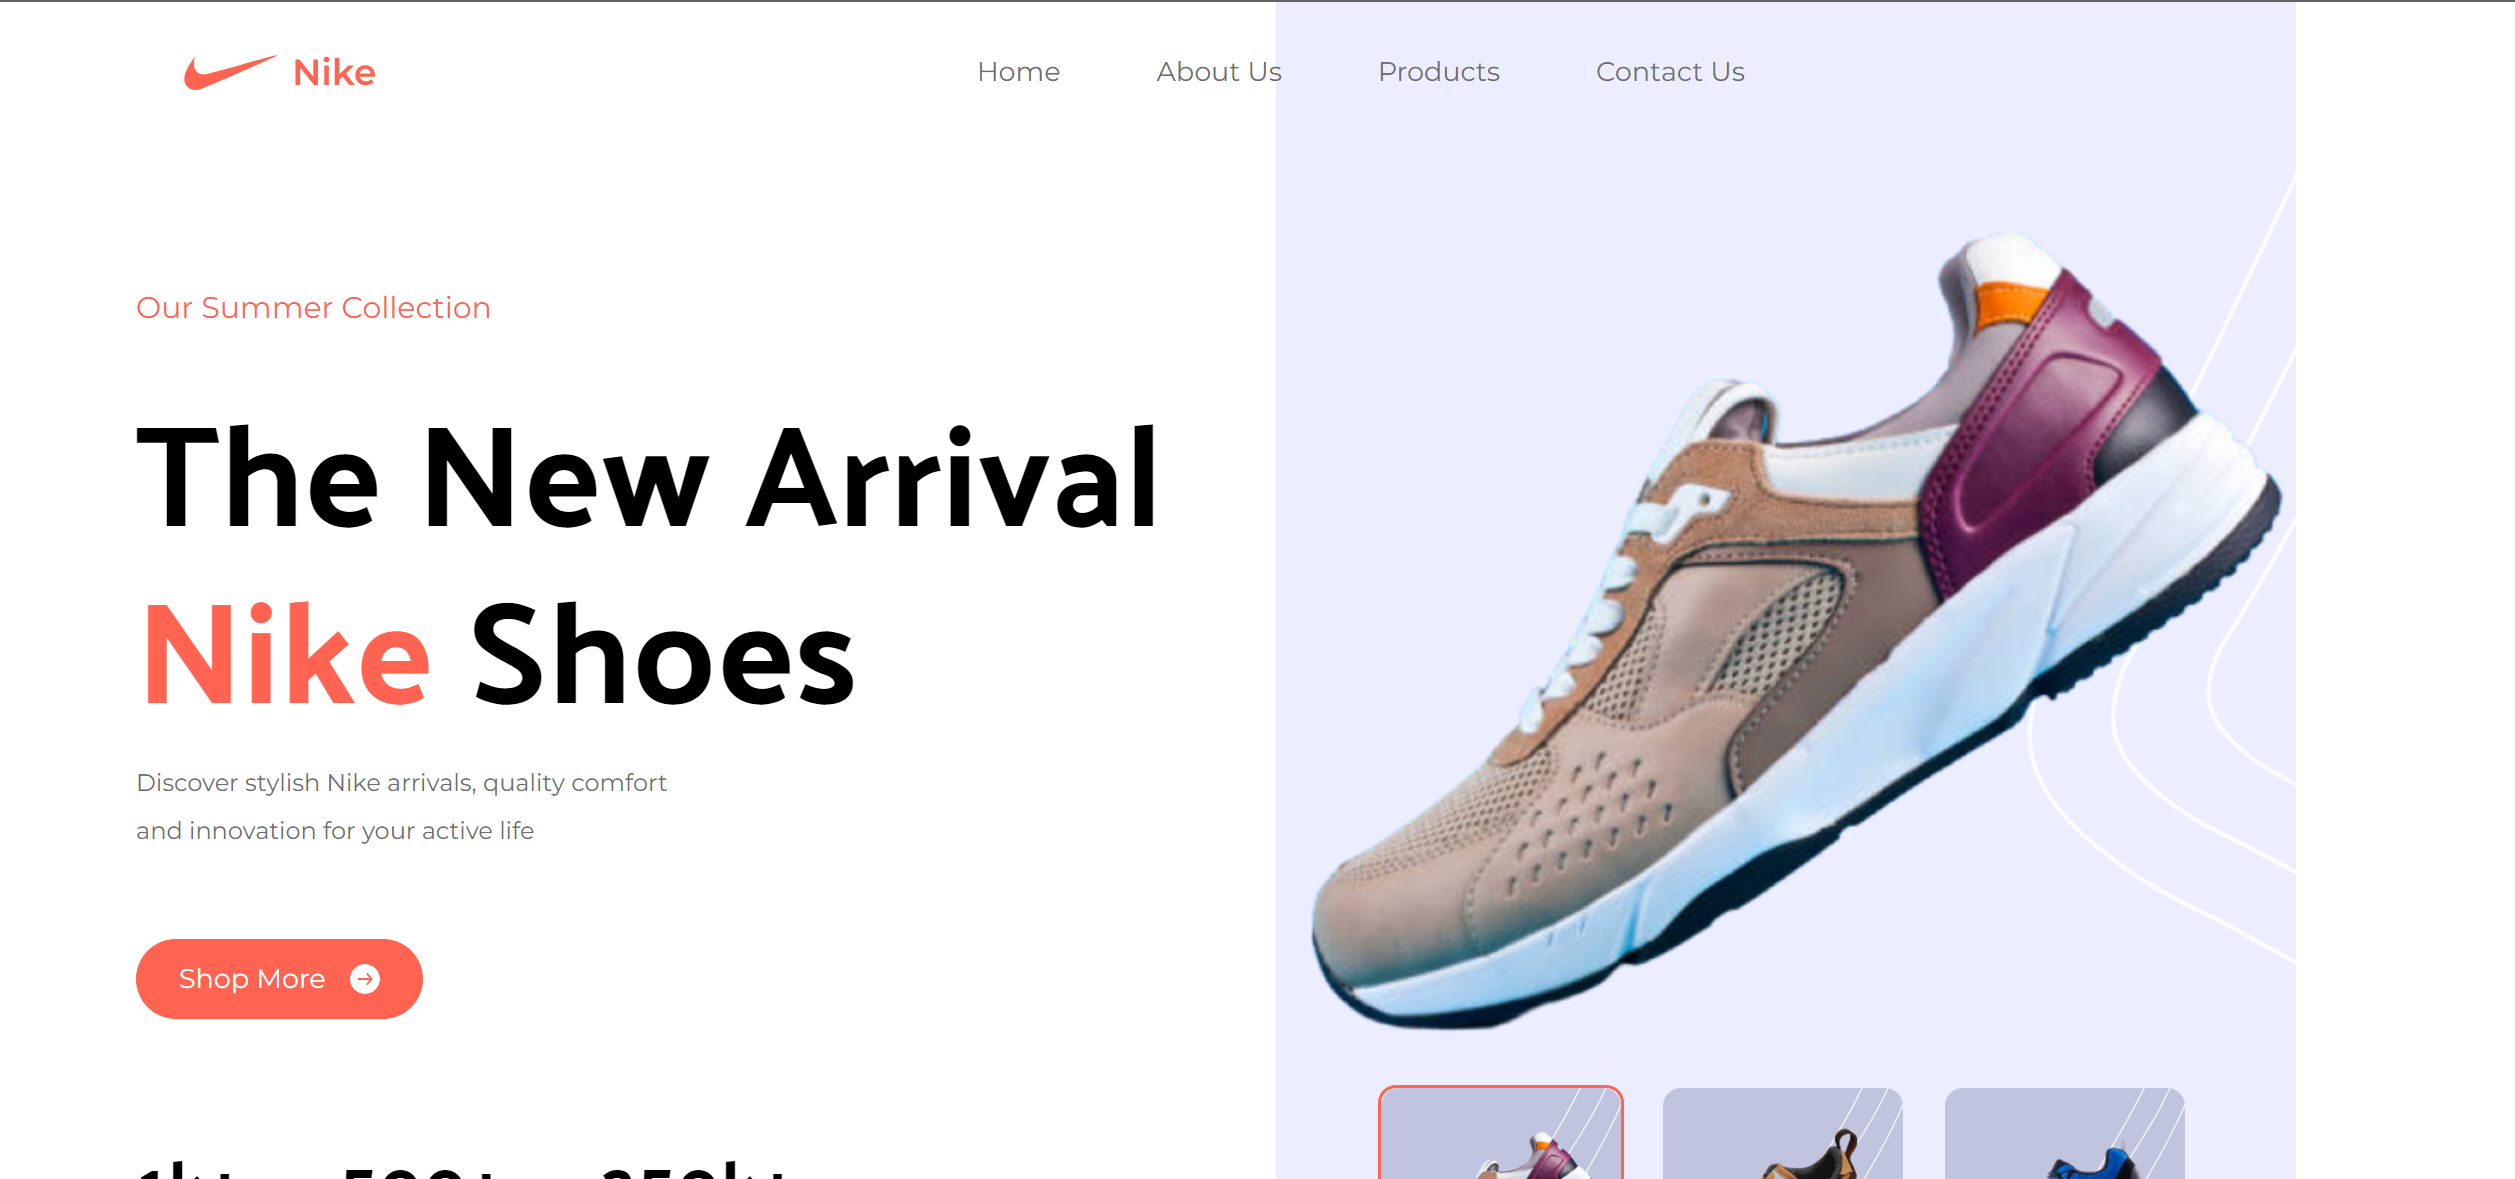 Nike
Home About Us Products Contact Us
Our Summer Collection
The New Arrival
Nike Shoes
Discover stylish Nike arrivals, quality comfort
and innovation for your active life
Shop More